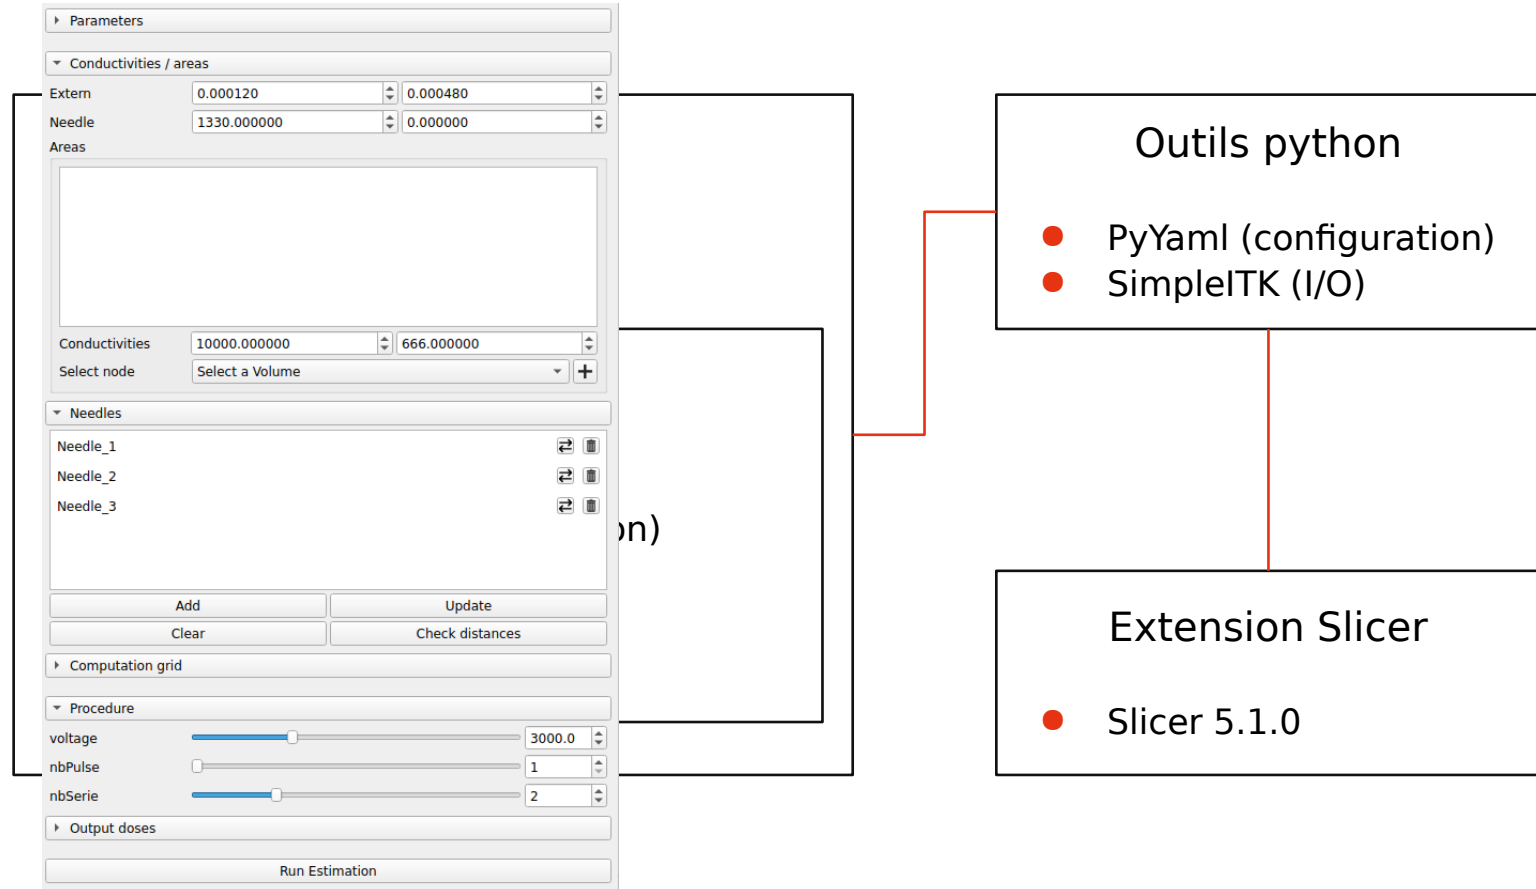 Parameters
Conductivities / areas
Extern 0.000120 0.000480
Needle 1330.000000 0.000000
Areas
Conductivities 10000.000000 666.000000
Select node Select a Volume
Needles
Needle_1
Needle_2
Needle_3
Add Update
Clear Check distances
Computation grid
Procedure
voltage 3000.0
nbPulse 1
nbSerie 2
Output doses
Run Estimation
Outils python
PyYaml (configuration)
SimpleITK (I/O)
Extension Slicer
Slicer 5.1.0